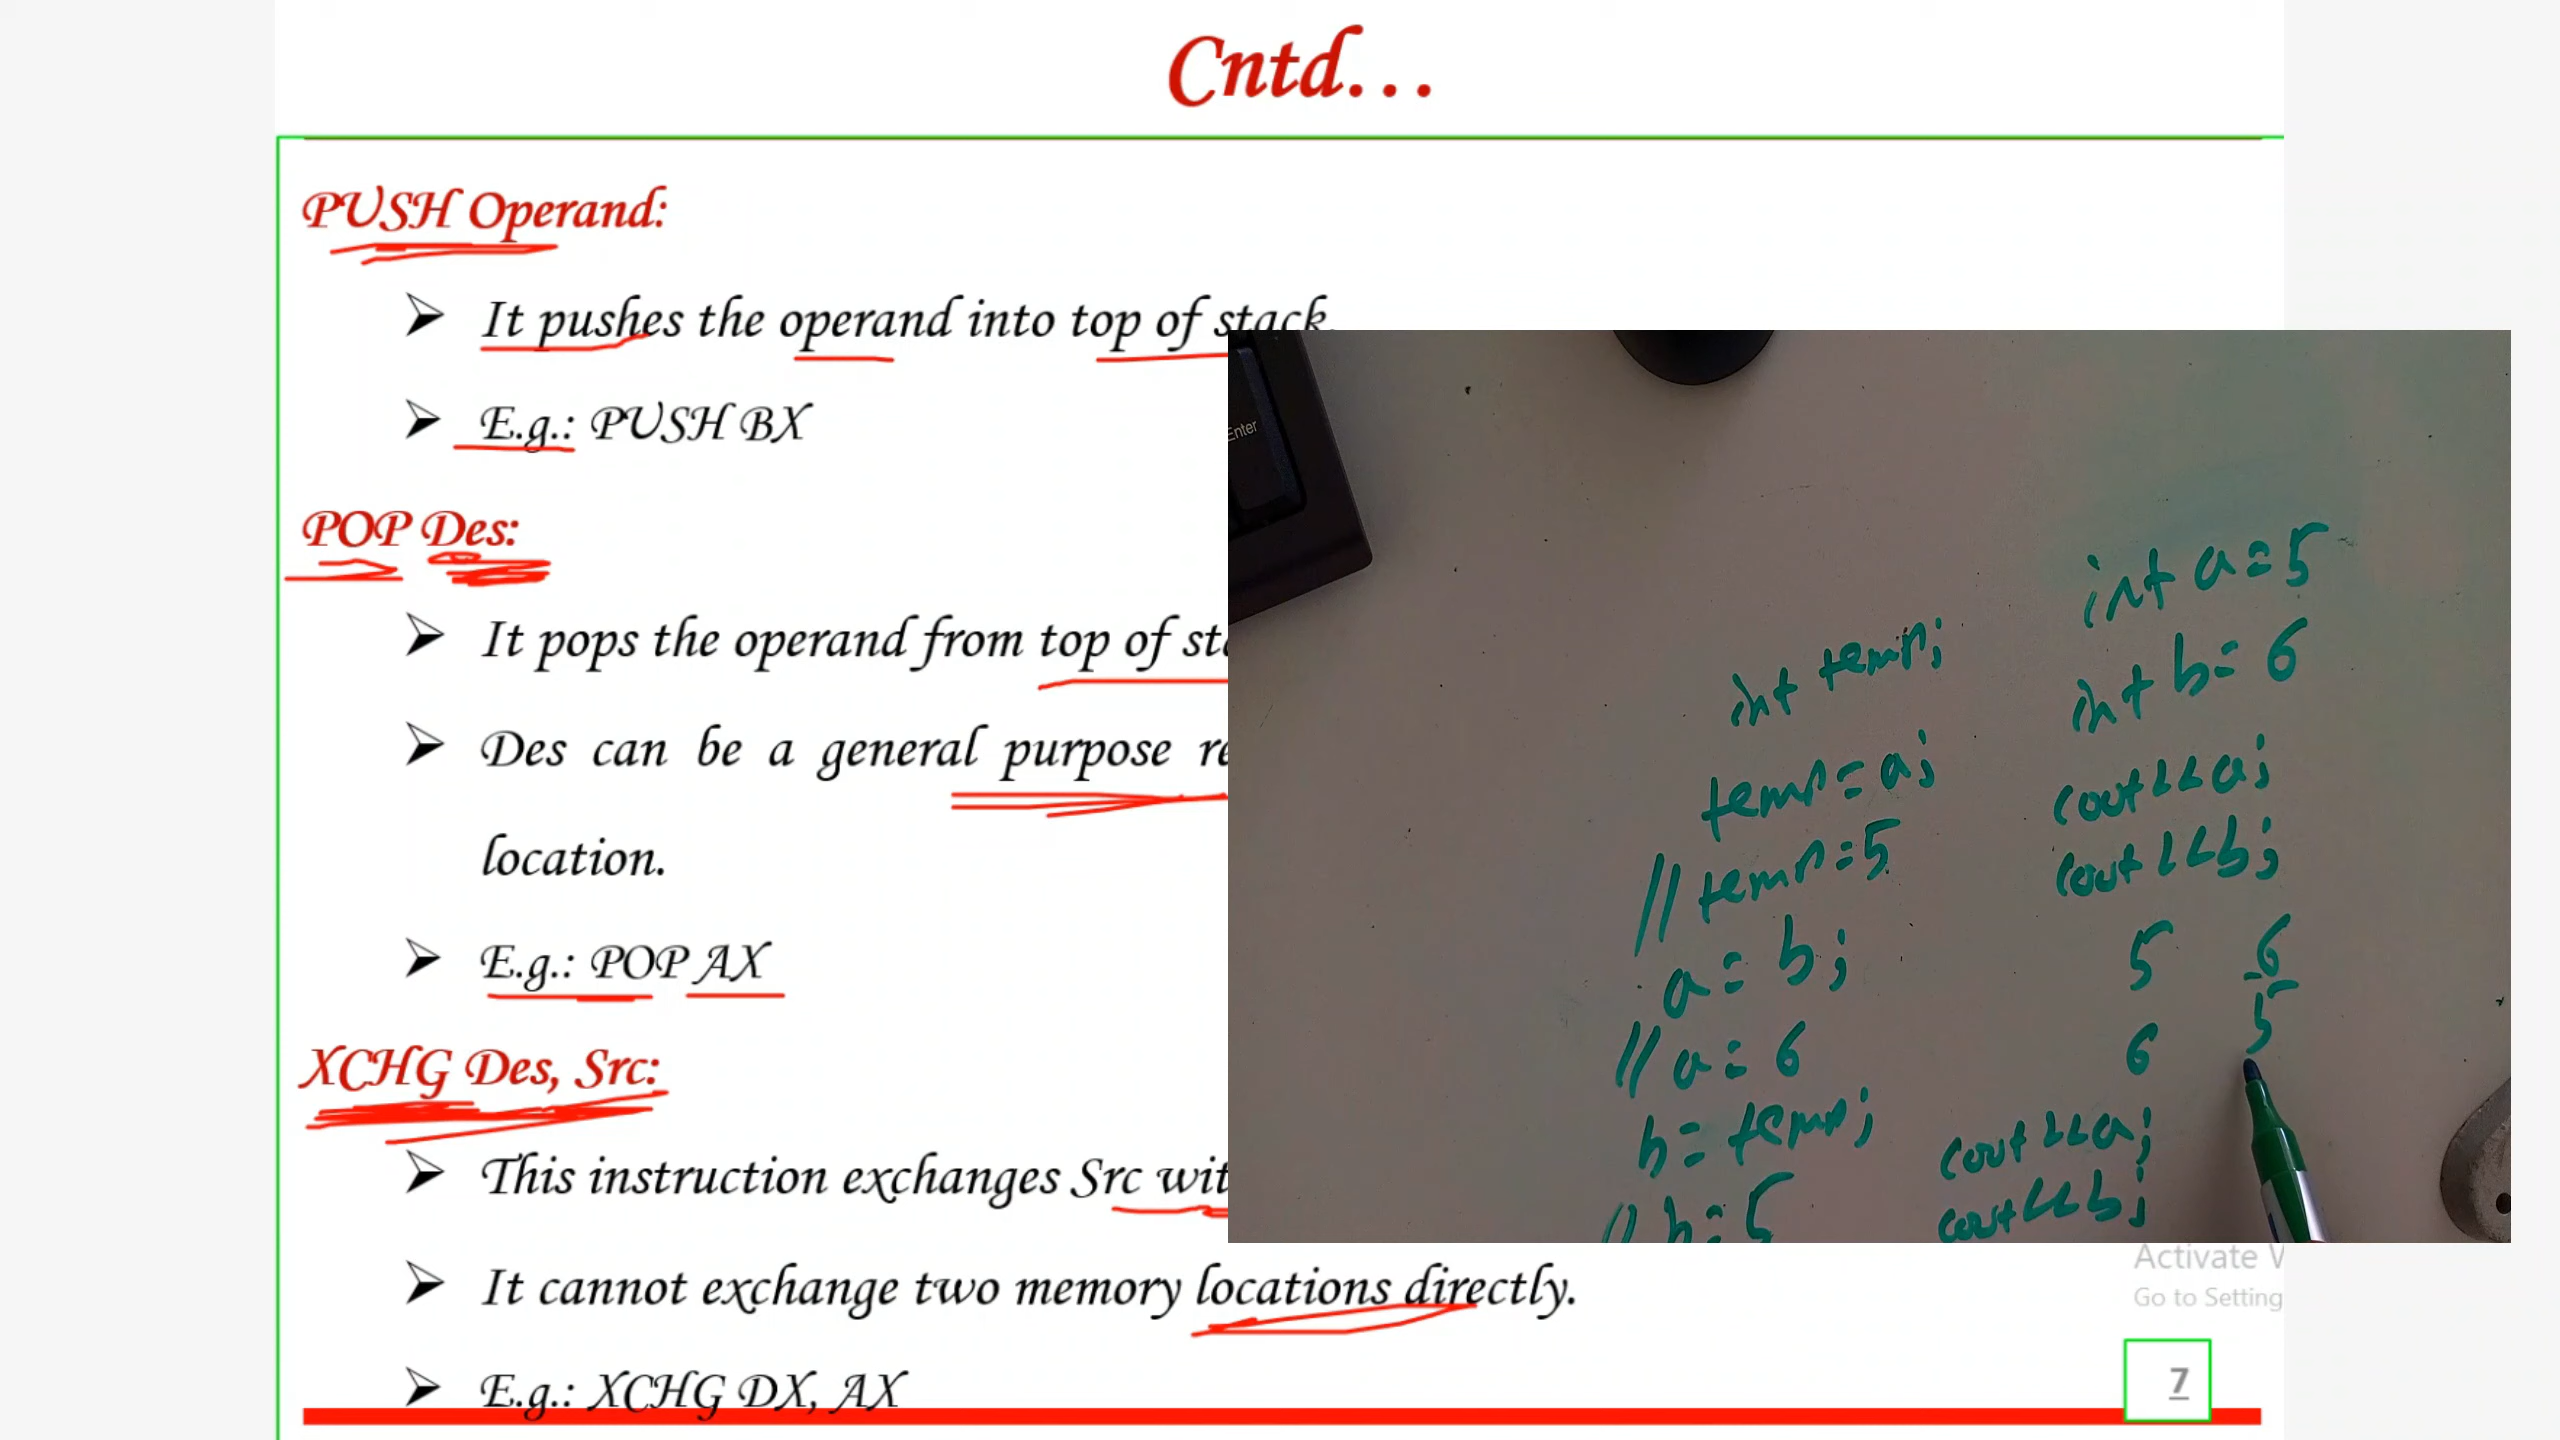 Cntd...
PUSH Operand:
It pushes the operand into top of stack.
E.g.: PUSH BX
POP Des:
It pops the operand from top of
Des can be a general purpose
location.
E.g.: POP AX
XCHG Des, Src:
This instruction exchanges Src
It cannot exchange two memory locations directly.
E.g.: XCHG DX, AX
Enter
int temp;
temp=a;
// temp=5
a = b;
// a = 6
b = temp;
// b = 5
int a=5
int b= 6
cout<<a;
cout<<b;
5 6
6 5
cout<<a;
cout<<b;
Activate
Go to Setting
7